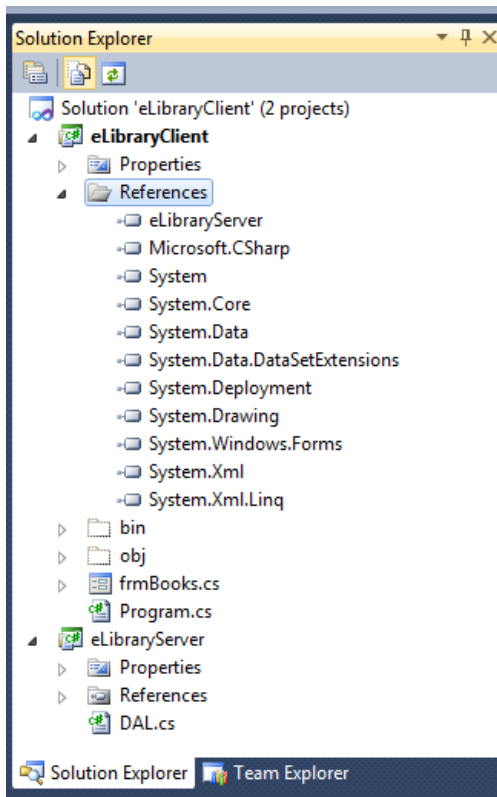 Solution Explorer
Solution 'eLibraryClient' (2 projects)
eLibraryClient
Properties
References
eLibraryServer
Microsoft.CSharp
System
System.Core
System.Data
System.Data.DataSetExtensions
System.Deployment
System.Drawing
System.Windows.Forms
System.Xml
System.Xml.Linq
bin
obj
frmBooks.cs
Program.cs
eLibraryServer
Properties
References
DAL.cs
Solution Explorer Team Explorer